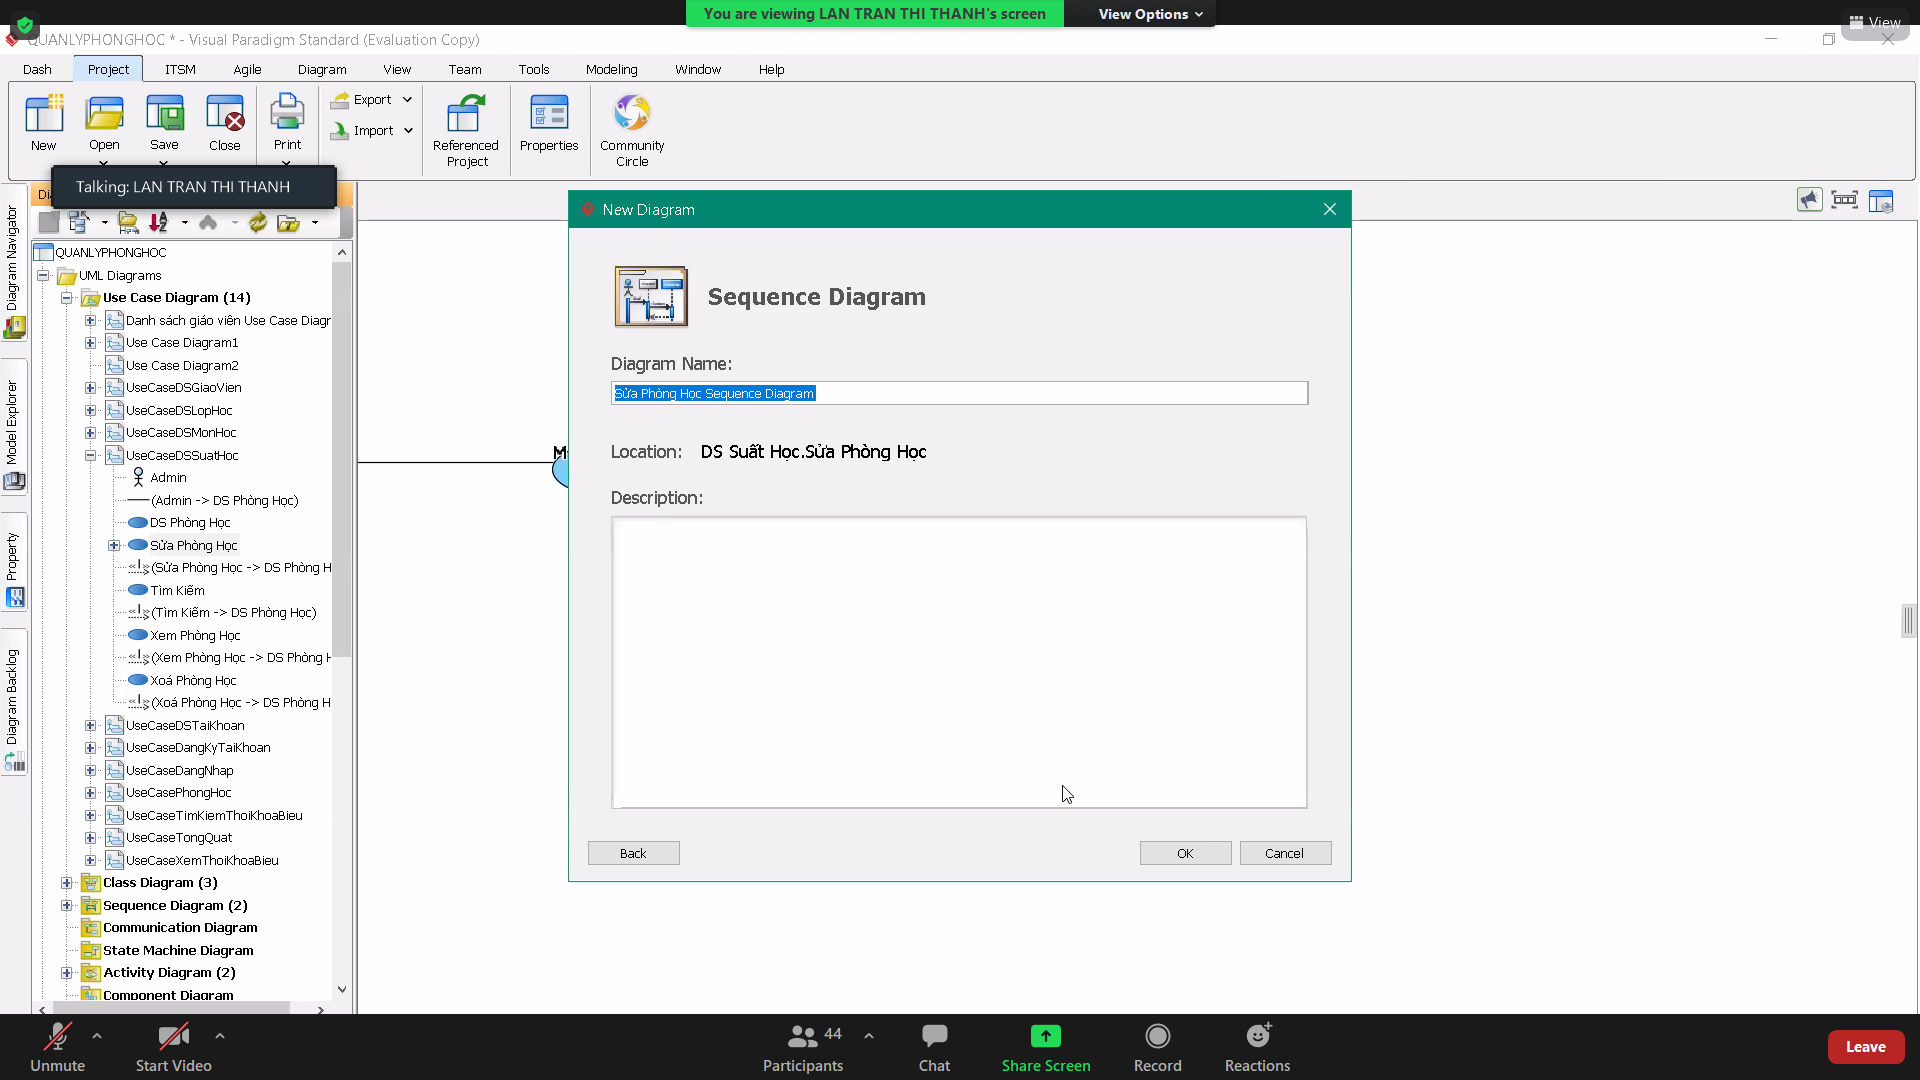 You are viewing LAN TRAN THI THANH's screen
View Options
View
QUANLYPHONGHOC * - Visual Paradigm Standard (Evaluation Copy)
Dash
Project
ITSM
Agile
Diagram
View
Team
Tools
Modeling
Window
Help
New
Open
Save
Close
Print
Export
Import
Referenced
Project
Properties
Community
Circle
Talking: LAN TRAN THI THANH
Diagram Navigator
Model Explorer
Property
Diagram Backlog
QUANLYPHONGHOC
UML Diagrams
Use Case Diagram (14)
Danh sách giáo viên Use Case Diagr
Use Case Diagram1
Use Case Diagram2
UseCaseDSGiaoVien
UseCaseDSLopHoc
UseCaseDSMonHoc
UseCaseDSSuatHoc
Admin
(Admin -> DS Phòng Học)
DS Phòng Học
Sửa Phòng Học
(Sửa Phòng Học -> DS Phòng H
Tìm Kiếm
(Tìm Kiếm -> DS Phòng Học)
Xem Phòng Học
(Xem Phòng Học -> DS Phòng H
Xoá Phòng Học
(Xoá Phòng Học -> DS Phòng H
UseCaseDSTaiKhoan
UseCaseDangKyTaiKhoan
UseCaseDangNhap
UseCasePhongHoc
UseCaseTimKiemThoiKhoaBieu
UseCaseTongQuat
UseCaseXemThoiKhoaBieu
Class Diagram (3)
Sequence Diagram (2)
Communication Diagram
State Machine Diagram
Activity Diagram (2)
Component Diagram
New Diagram
Sequence Diagram
Diagram Name:
Sửa Phòng Học Sequence Diagram
Location: DS Suất Học.Sửa Phòng Học
Description:
Back
OK
Cancel
Unmute
Start Video
44
Participants
Chat
Share Screen
Record
Reactions
Leave